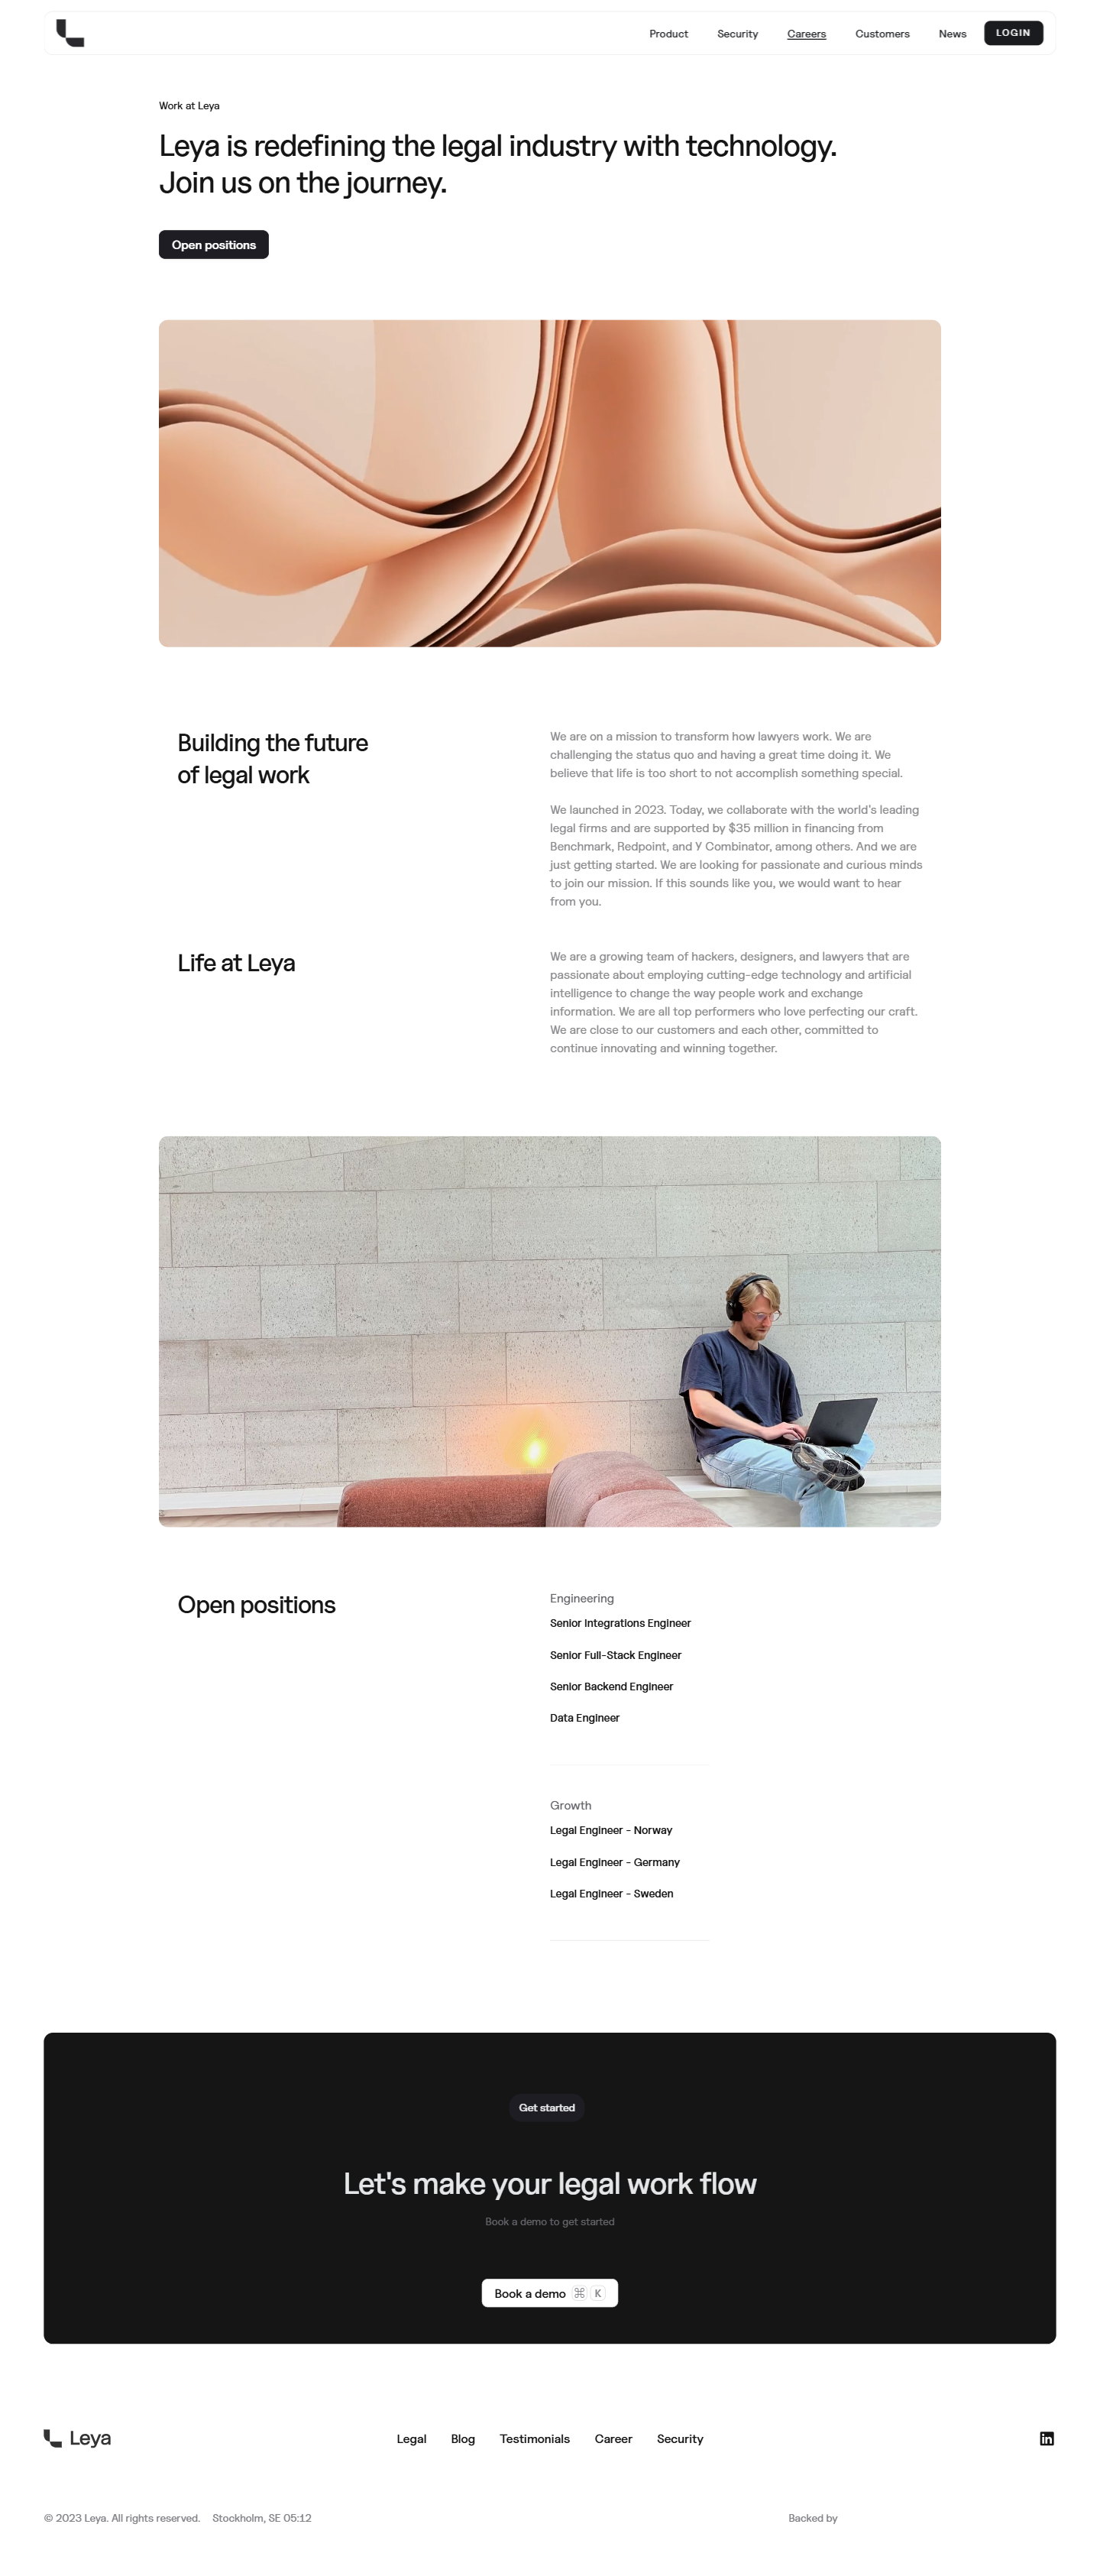 Product Security Careers Customers News LOGIN
Work at Leya
Leya is redefining the legal industry with technology.
Join us on the journey.
Open positions
Building the future
of legal work
We are on a mission to transform how lawyers work. We are
challenging the status quo and having a great time doing it. We
believe that life is too short to not accomplish something special.
We launched in 2023. Today, we collaborate with the world's leading
legal firms and are supported by $35 million in financing from
Benchmark, Redpoint, and Y Combinator, among others. And we are
just getting started. We are looking for passionate and curious minds
to join our mission. If this sounds like you, we would want to hear
from you.
Life at Leya
We are a growing team of hackers, designers, and lawyers that are
passionate about employing cutting-edge technology and artificial
intelligence to change the way people work and exchange
information. We are all top performers who love perfecting our craft.
We are close to our customers and each other, committed to
continue innovating and winning together.
Open positions
Engineering
Senior Integrations Engineer
Senior Full-Stack Engineer
Senior Backend Engineer
Data Engineer
Growth
Legal Engineer - Norway
Legal Engineer - Germany
Legal Engineer - Sweden
Get started
Let's make your legal work flow
Book a demo to get started
Book a demo ⌘ K
Leya
Legal Blog Testimonials Career Security
in
© 2023 Leya. All rights reserved. Stockholm, SE 05:12
Backed by